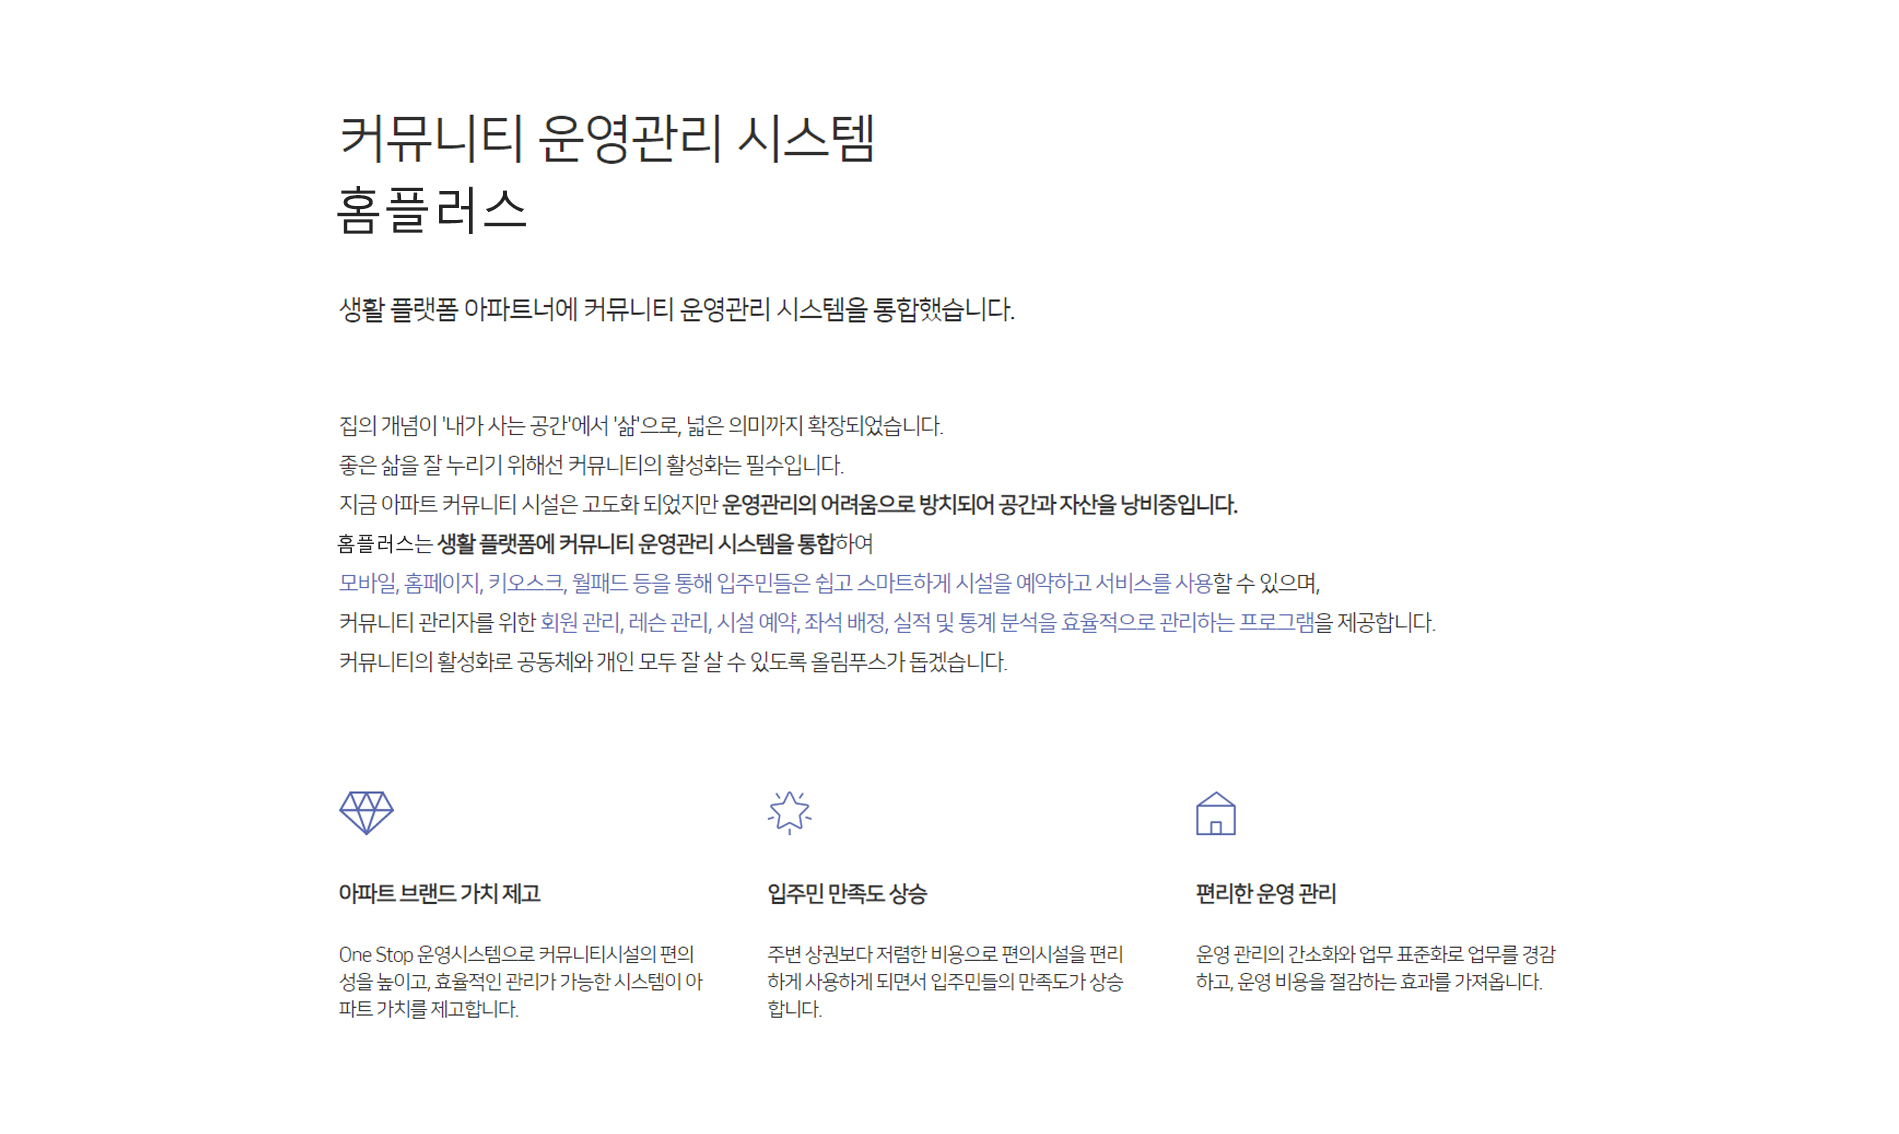 커뮤니티 운영관리 시스템
홈플러스
생활 플랫폼 아파트너에 커뮤니티 운영관리 시스템을 통합했습니다.
집의 개념이 '내가 사는 공간'에서 '삶'으로, 넓은 의미까지 확장되었습니다.
좋은 삶을 잘 누리기 위해선 커뮤니티의 활성화는 필수입니다.
지금 아파트 커뮤니티 시설은 고도화 되었지만 운영관리의 어려움으로 방치되어 공간과 자산을 낭비중입니다.
홈플러스는 생활 플랫폼에 커뮤니티 운영관리 시스템을 통합하여
모바일, 홈페이지, 키오스크, 월패드 등을 통해 입주민들은 쉽고 스마트하게 시설을 예약하고 서비스를 사용할 수 있으며,
커뮤니티 관리자를 위한 회원 관리, 레슨 관리, 시설 예약, 좌석 배정, 실적 및 통계 분석을 효율적으로 관리하는 프로그램을 제공합니다.
커뮤니티의 활성화로 공동체와 개인 모두 잘 살 수 있도록 올림푸스가 돕겠습니다.
아파트 브랜드 가치 제고
One Stop 운영시스템으로 커뮤니티시설의 편의
성을 높이고, 효율적인 관리가 가능한 시스템이 아
파트 가치를 제고합니다.
입주민 만족도 상승
주변 상권보다 저렴한 비용으로 편의시설을 편리
하게 사용하게 되면서 입주민들의 만족도가 상승
합니다.
편리한 운영 관리
운영 관리의 간소화와 업무 표준화로 업무를 경감
하고, 운영 비용을 절감하는 효과를 가져옵니다.